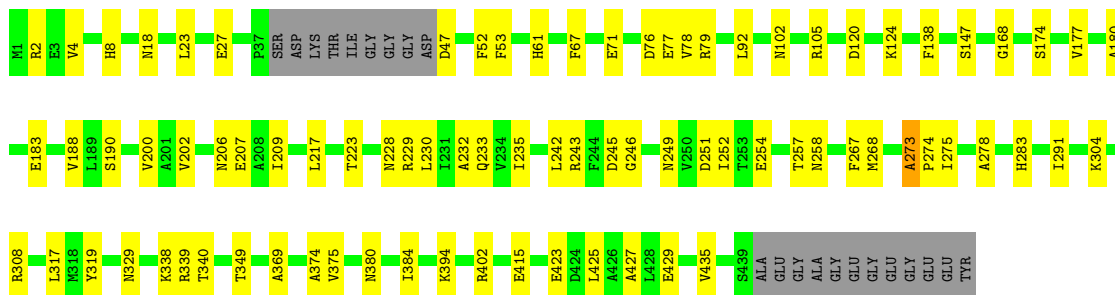 M1 R2 E3 V4 H8 N18 L23 E27 P37 SER ASP LYS THR ILE GLY GLY GLY ASP D47 F52 F53 H61 F67 E71 D76 E77 V78 R79 L92 N102 R105 D120 K124 F138 S147 G168 S174 V177 A180
E183 V188 L189 S190 V200 A201 V202 N206 E207 A208 I209 L217 T223 N228 R229 L230 I231 A232 Q233 V234 I235 L242 R243 F244 D245 G246 N249 V250 D251 I252 T253 E254 T257 N258 F267 M268 A273 P274 I275 A278 H283 I291 K304
R308 L317 M318 Y319 N329 K338 R339 T340 T349 A369 A374 V375 N380 I384 K394 R402 E415 E423 D424 L425 A426 A427 L428 E429 V435 S439 ALA GLU GLY ALA GLY GLU GLU GLY GLU GLY GLU GLU TYR